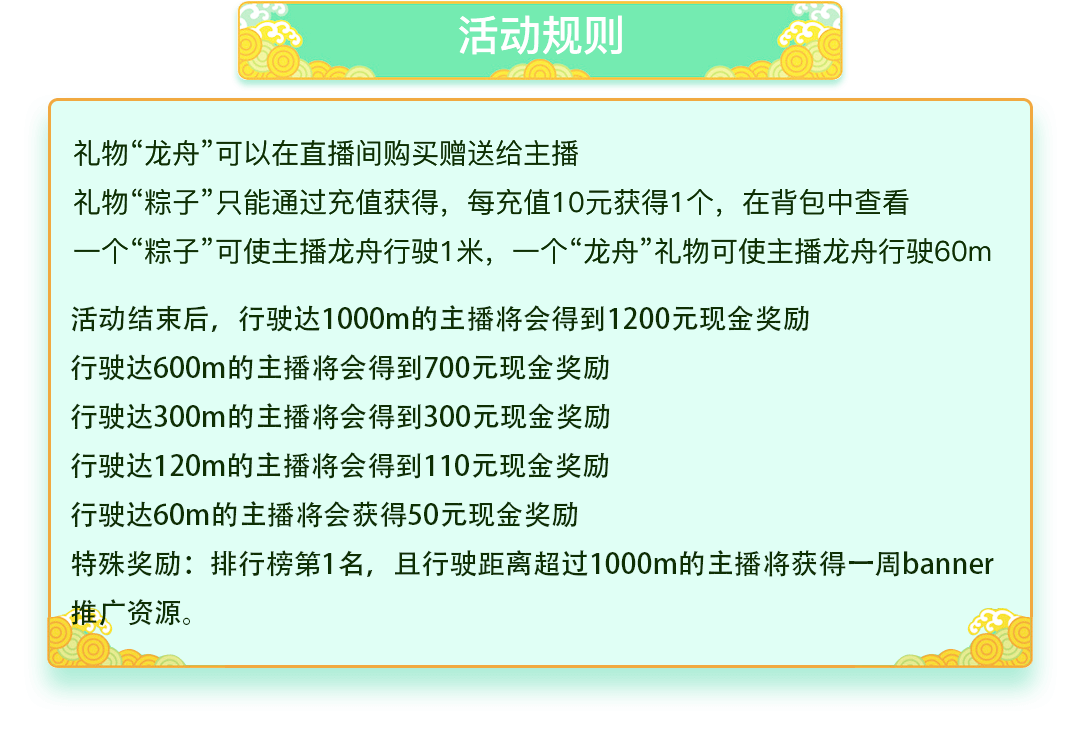 活动规则
礼物“龙舟”可以在直播间购买赠送给主播
礼物“粽子”只能通过充值获得，每充值10元获得1个，在背包中查看
一个“粽子”可使主播龙舟行驶1米，一个“龙舟”礼物可使主播龙舟行驶60m
活动结束后，行驶达1000m的主播将会得到1200元现金奖励
行驶达600m的主播将会得到700元现金奖励
行驶达300m的主播将会得到300元现金奖励
行驶达120m的主播将会得到110元现金奖励
行驶达60m的主播将会获得50元现金奖励
特殊奖励：排行榜第1名，且行驶距离超过1000m的主播将获得一周banner
推广资源。